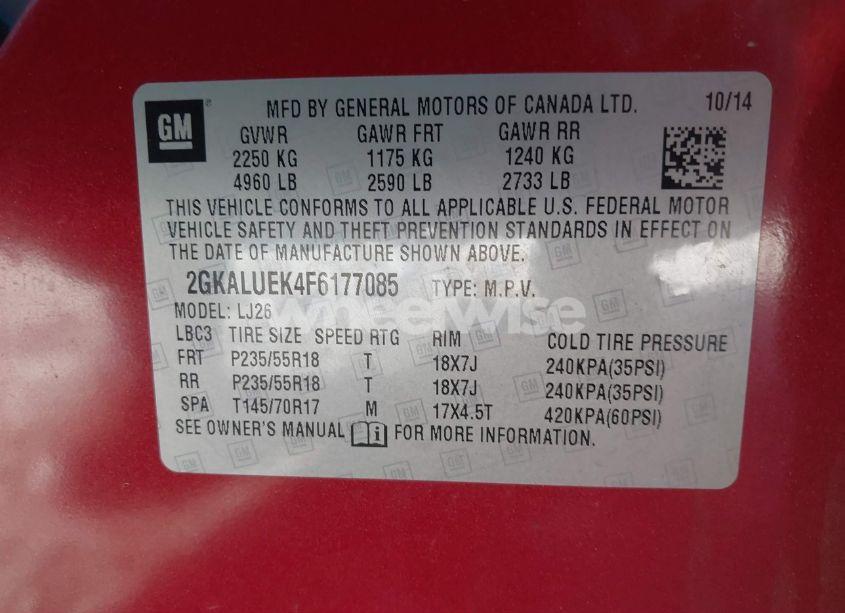 GM ® MFD BY GENERAL MOTORS OF CANADA LTD. 10/14
GVWR GAWR FRT GAWR RR
2250 KG 1175 KG 1240 KG
4960 LB 2590 LB 2733 LB
THIS VEHICLE CONFORMS TO ALL APPLICABLE U.S. FEDERAL MOTOR
VEHICLE SAFETY AND THEFT PREVENTION STANDARDS IN EFFECT ON
THE DATE OF MANUFACTURE SHOWN ABOVE.
2GKALUEK4F6177085 TYPE: M.P.V.
wheelwise
MODEL: LJ26
LBC3 TIRE SIZE SPEED RTG RIM COLD TIRE PRESSURE
FRT P235/55R18 T 18X7J 240KPA(35PSI)
RR P235/55R18 T 18X7J 240KPA(35PSI)
SPA T145/70R17 M 17X4.5T 420KPA(60PSI)
SEE OWNER'S MANUAL i FOR MORE INFORMATION.